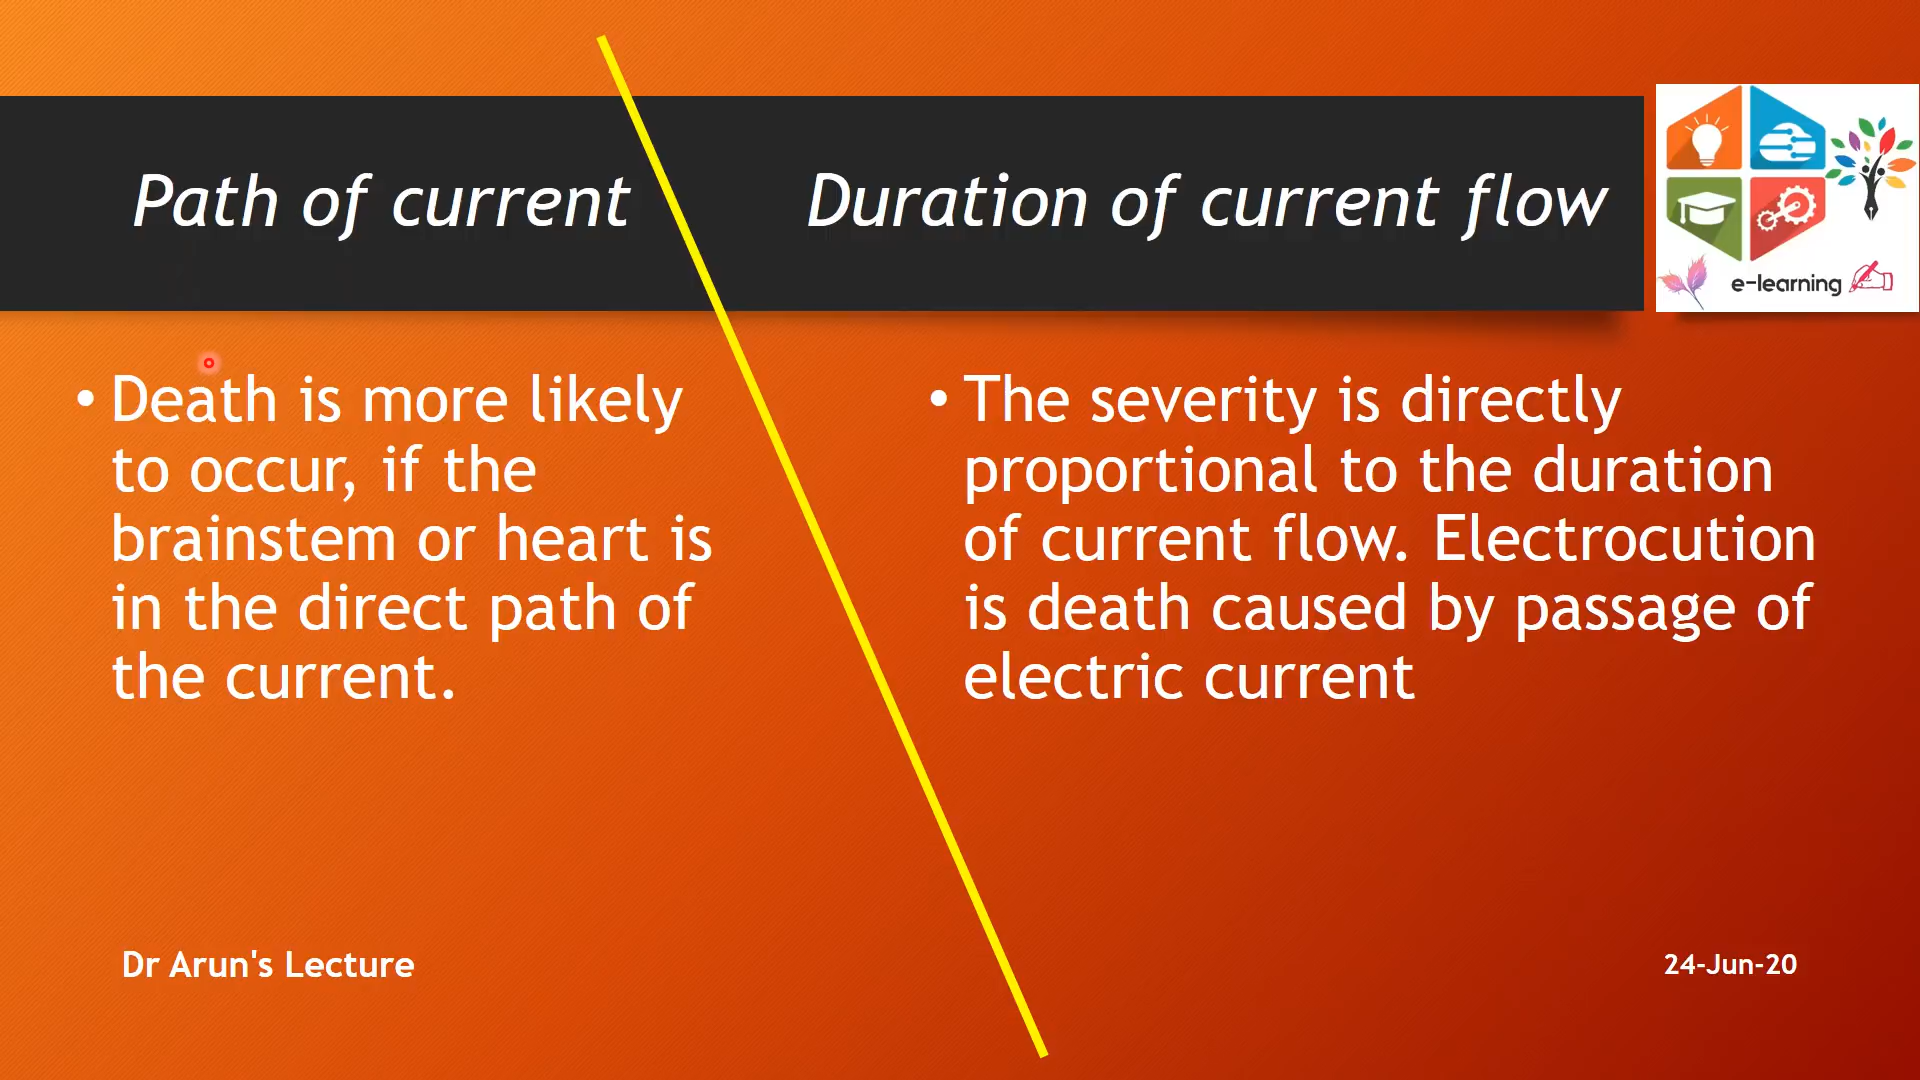 Path of current
Duration of current flow
e-learning
• Death is more likely
to occur, if the
brainstem or heart is
in the direct path of
the current.
• The severity is directly
proportional to the duration
of current flow. Electrocution
is death caused by passage of
electric current
Dr Arun's Lecture
24-Jun-20